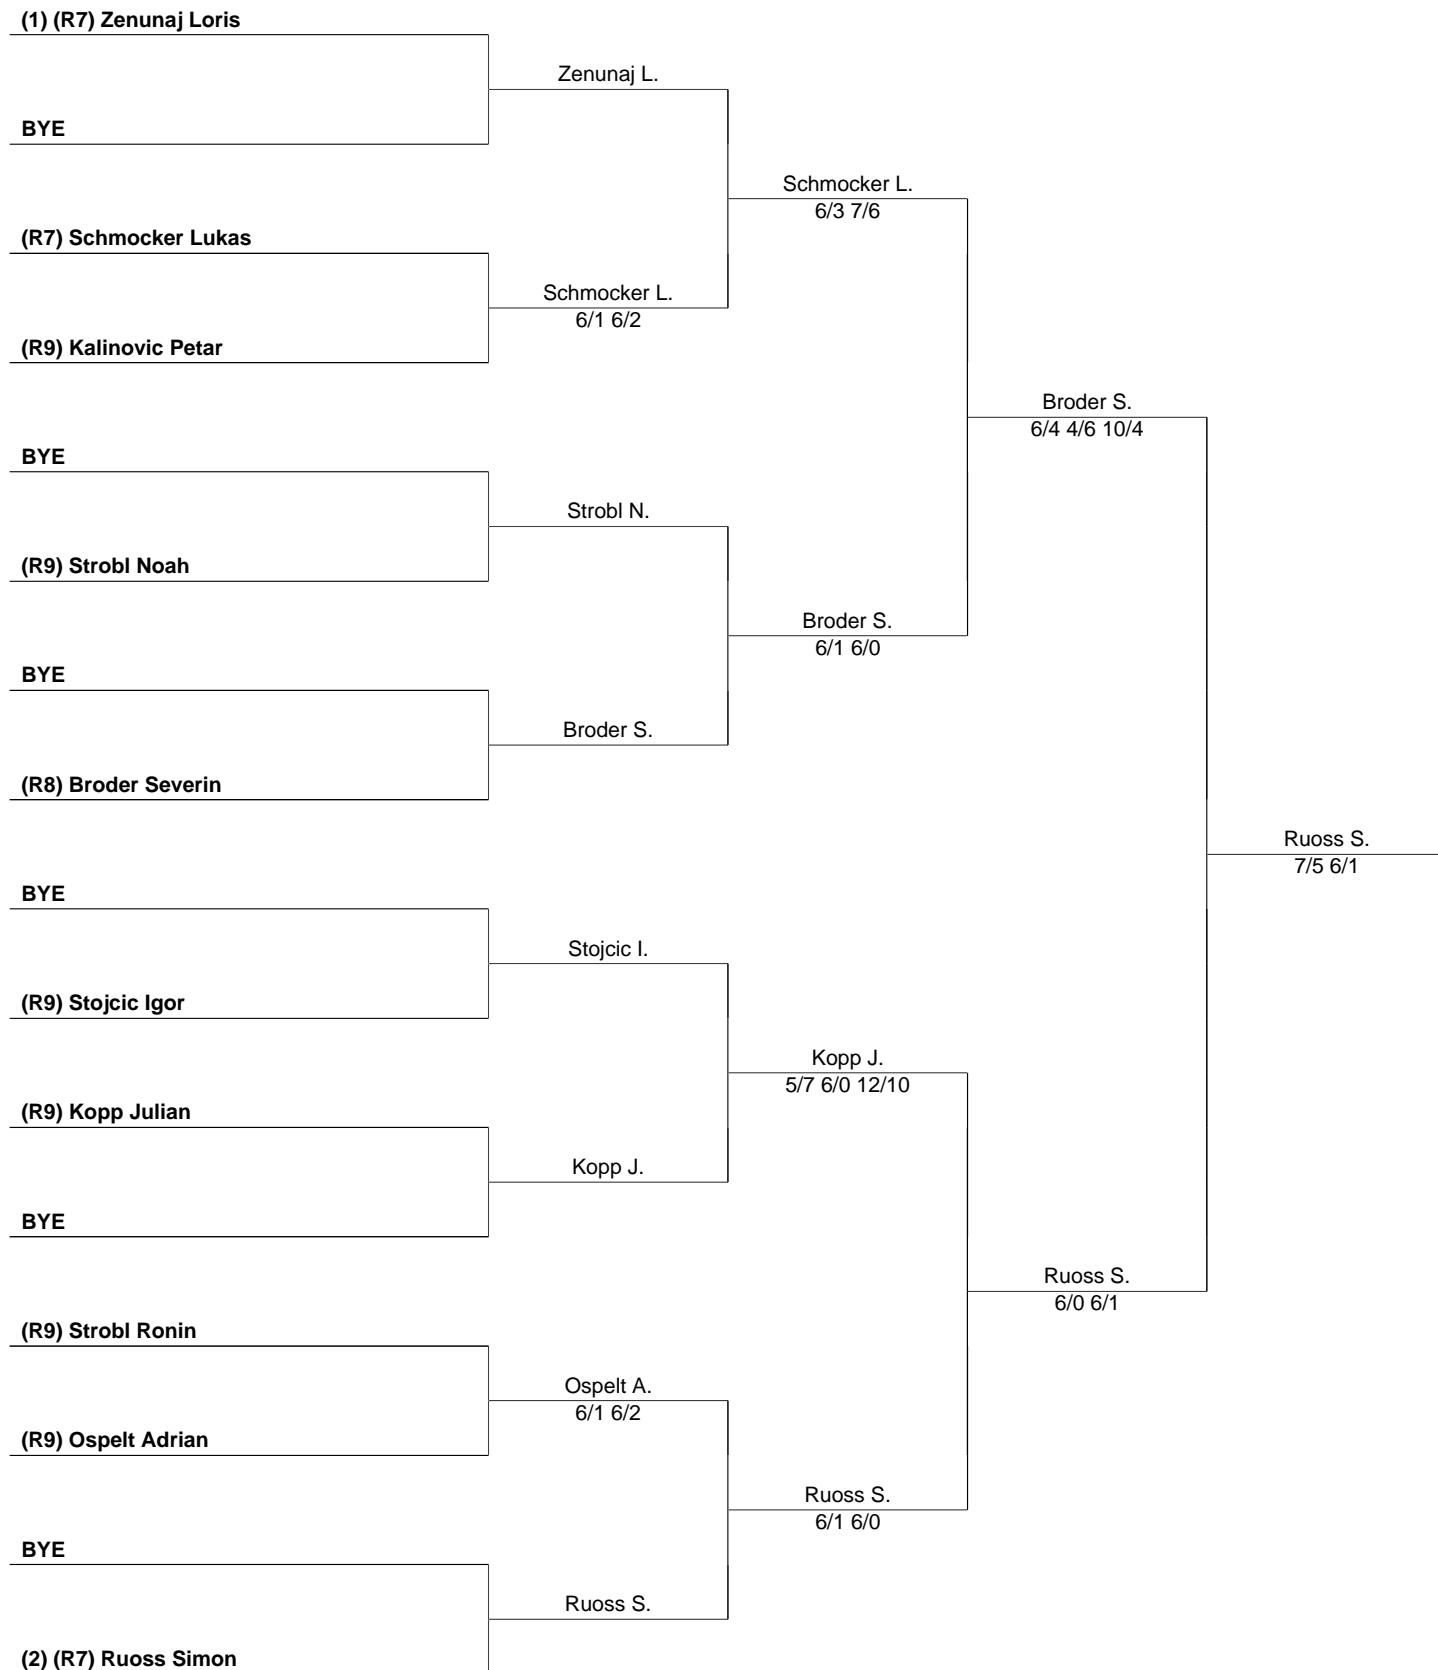 (1) (R7) Zenunaj Loris
Zenunaj L.
BYE
Schmocker L.
6/3 7/6
(R7) Schmocker Lukas
Schmocker L.
6/1 6/2
(R9) Kalinovic Petar
Broder S.
6/4 4/6 10/4
BYE
Strobl N.
(R9) Strobl Noah
Broder S.
6/1 6/0
BYE
Broder S.
(R8) Broder Severin
Ruoss S.
7/5 6/1
BYE
Stojcic I.
(R9) Stojcic Igor
Kopp J.
5/7 6/0 12/10
(R9) Kopp Julian
Kopp J.
BYE
Ruoss S.
6/0 6/1
(R9) Strobl Ronin
Ospelt A.
6/1 6/2
(R9) Ospelt Adrian
Ruoss S.
6/1 6/0
BYE
Ruoss S.
(2) (R7) Ruoss Simon